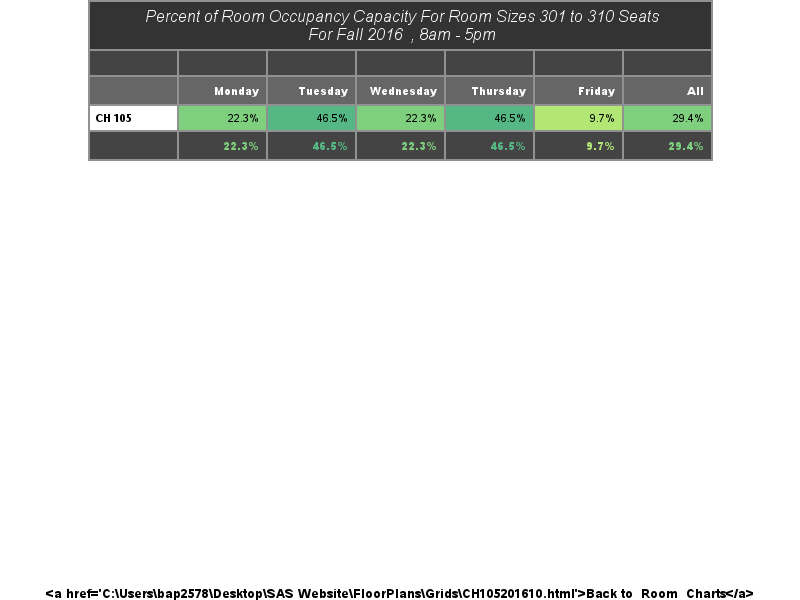 Percent of Room Occupancy Capacity For Room Sizes 301 to 310 Seats
For Fall 2016 , 8am - 5pm
Monday Tuesday Wednesday Thursday Friday All
CH 105 22.3% 46.5% 22.3% 46.5% 9.7% 29.4%
22.3% 46.5% 22.3% 46.5% 9.7% 29.4%
<a href='C:\Users\bap2578\Desktop\SAS Website\FloorPlans\Grids\CH105201610.html'>Back to Room Charts</a>